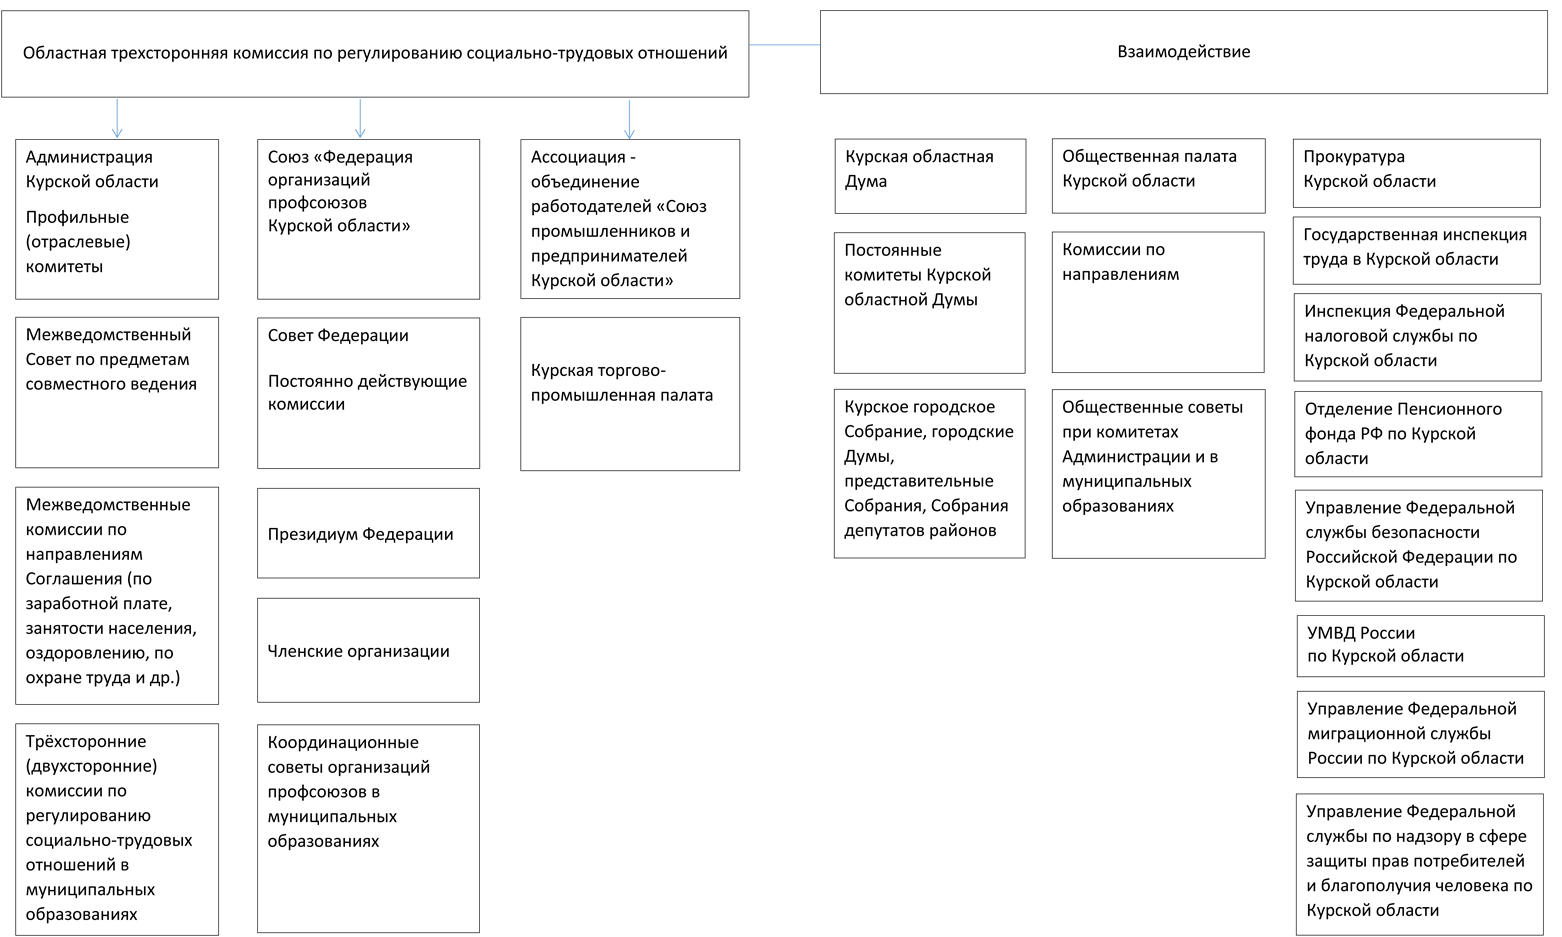 Областная трехсторонняя комиссия по регулированию социально-трудовых отношений
Взаимодействие
Администрация
Курской области
Профильные
(отраслевые)
комитеты
Межведомственный
Совет по предметам
совместного ведения
Межведомственные
комиссии по
направлениям
Соглашения (по
заработной плате,
занятости населения,
оздоровлению, по
охране труда и др.)
Трёхсторонние
(двухсторонние)
комиссии по
регулированию
социально-трудовых
отношений в
муниципальных
образованиях
Союз «Федерация
организаций
профсоюзов
Курской области»
Совет Федерации
Постоянно действующие
комиссии
Президиум Федерации
Членские организации
Координационные
советы организаций
профсоюзов в
муниципальных
образованиях
Ассоциация -
объединение
работодателей «Союз
промышленников и
предпринимателей
Курской области»
Курская торгово-
промышленная палата
Курская областная
Дума
Постоянные
комитеты Курской
областной Думы
Курское городское
Собрание, городские
Думы,
представительные
Собрания, Собрания
депутатов районов
Общественная палата
Курской области
Комиссии по
направлениям
Общественные советы
при комитетах
Администрации и в
муниципальных
образованиях
Прокуратура
Курской области
Государственная инспекция
труда в Курской области
Инспекция Федеральной
налоговой службы по
Курской области
Отделение Пенсионного
фонда РФ по Курской
области
Управление Федеральной
службы безопасности
Российской Федерации по
Курской области
УМВД России
по Курской области
Управление Федеральной
миграционной службы
России по Курской области
Управление Федеральной
службы по надзору в сфере
защиты прав потребителей
и благополучия человека по
Курской области